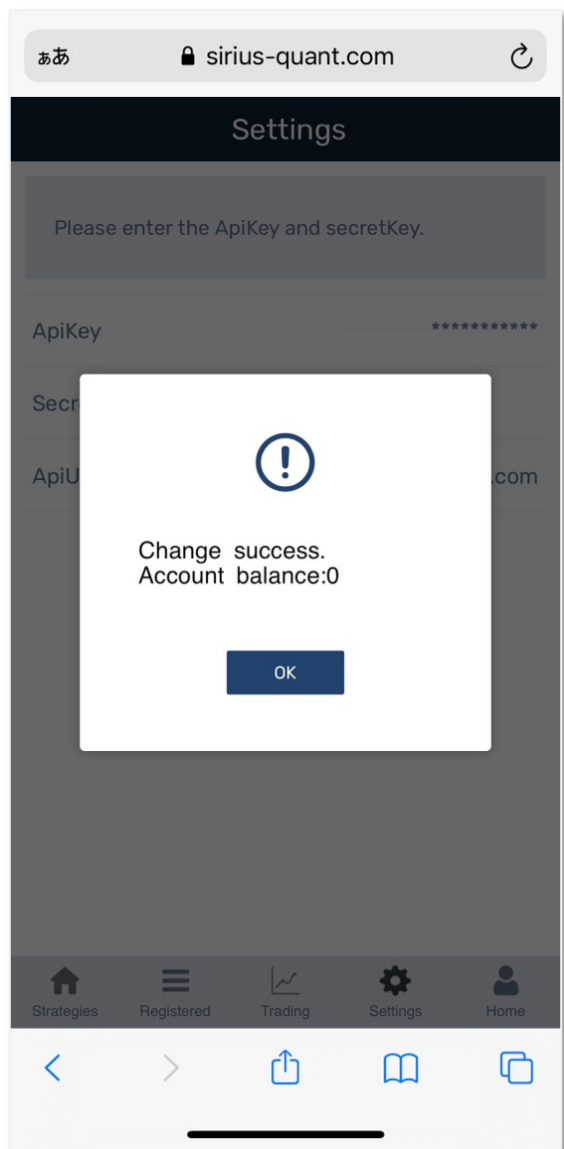 ぁあ sirius-quant.com
Settings
Please enter the ApiKey and secretKey.
ApiKey ***********
Secr
ApiU .com
!
Change success.
Account balance:0
OK
Strategies Registered Trading Settings Home